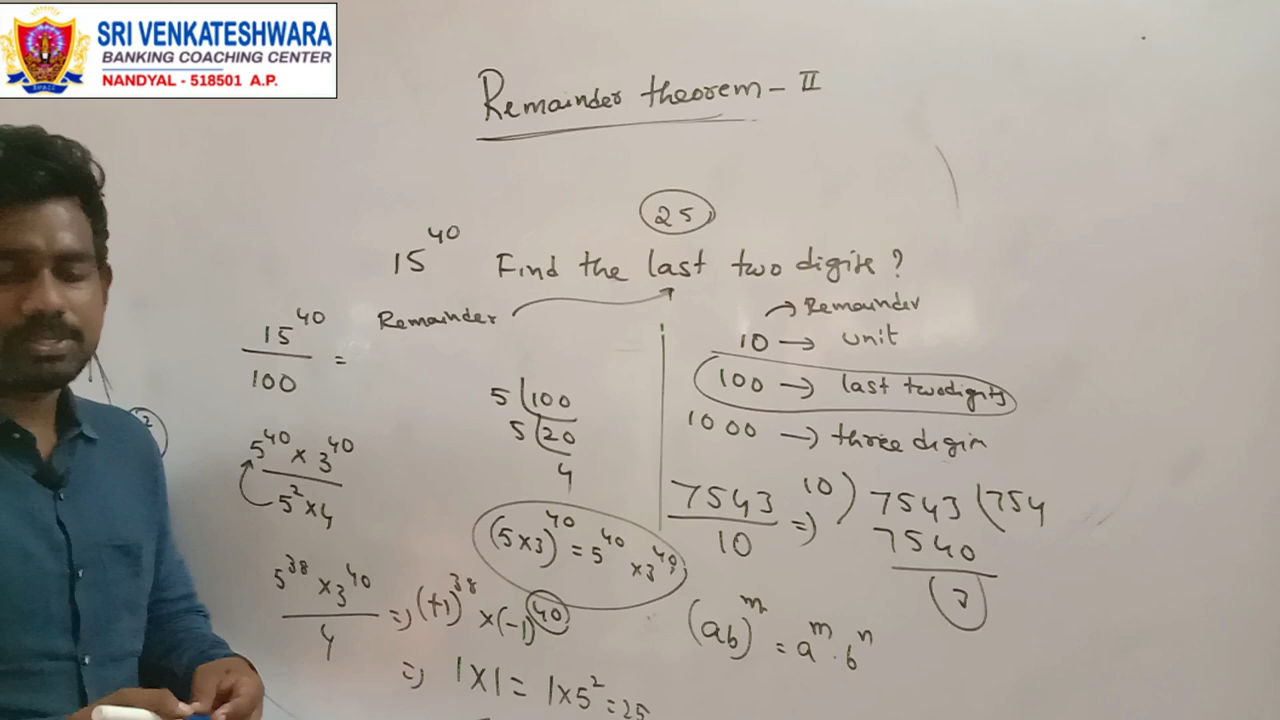 SRI VENKATESHWARA
BANKING COACHING CENTER
NANDYAL - 518501 A.P.
Remainder theorem - II
25
15^40 Find the last two digits?
Remainder
15^40 / 100 =
→ Remainder
10 → unit
100 → last twodigits
1000 → three digin
5 | 100
5 | 20
4
5^40 × 3^40 / 5^2 × 4
2
(5×3)^40 = 5^40 × 3^40
7543 / 10 ⇒ 10 ) 7543 ( 754
7540
3
5^38 × 3^40 / 4 ⇒ (+1)^38 × (-1)^40
⇒ 1×1 = 1×5^2 = 25
(ab)^m = a^m · b^n